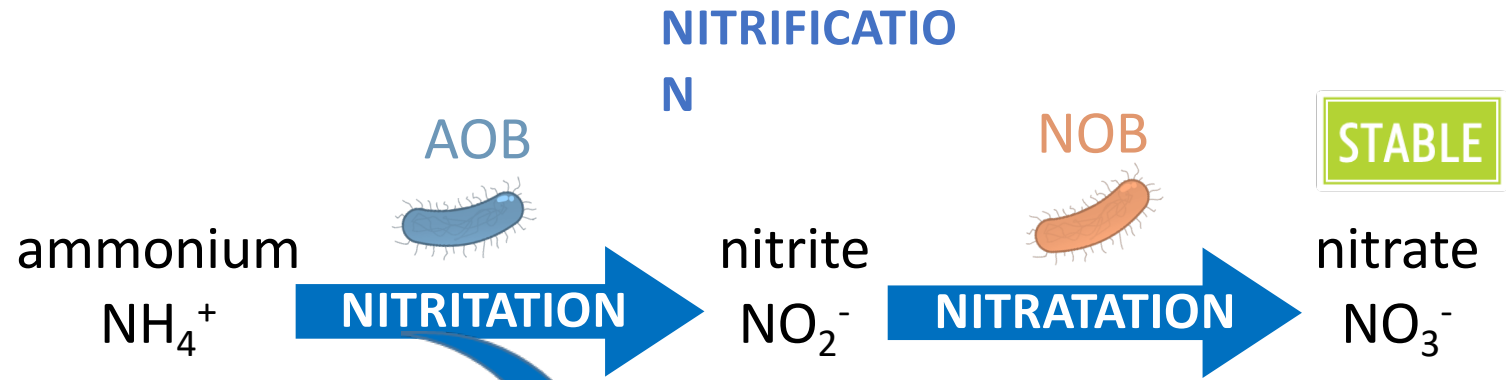 NITRIFICATIO
N
AOB
NOB
STABLE
ammonium
nitrite
nitrate
NH₄⁺
NITRITATION
NO₂⁻
NITRATATION
NO₃⁻